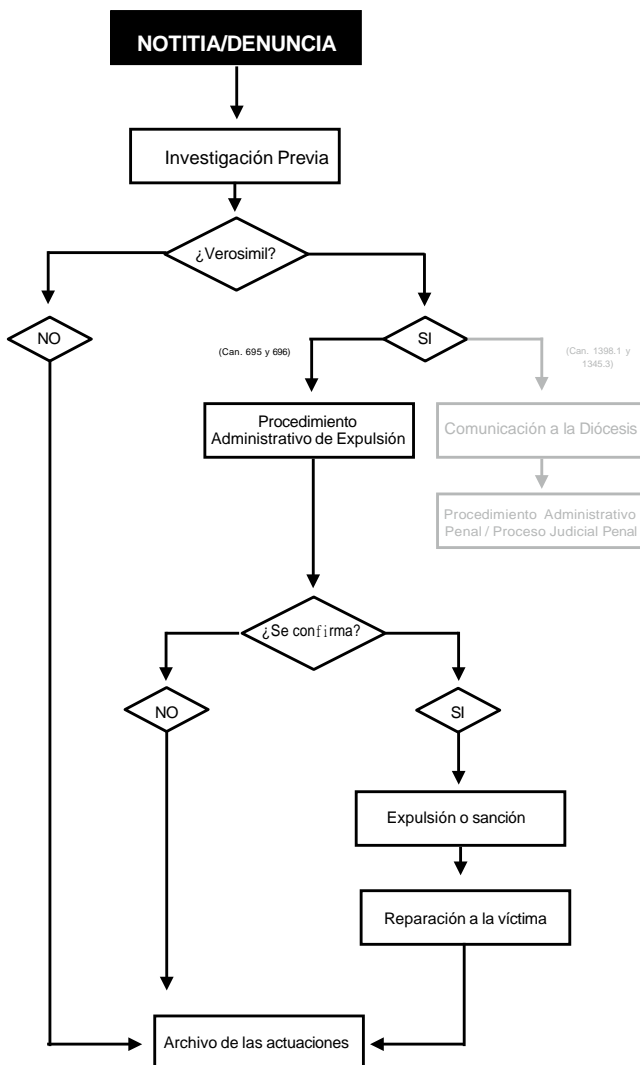 NOTITIA/DENUNCIA
Investigación Previa
¿Verosimil?
NO
SI
(Can. 695 y 696)
(Can. 1398.1 y
1345.3)
Procedimiento
Administrativo de Expulsión
Comunicación a la Diócesis
Procedimiento Administrativo
Penal / Proceso Judicial Penal
¿Se confirma?
NO
SI
Expulsión o sanción
Reparación a la víctima
Archivo de las actuaciones